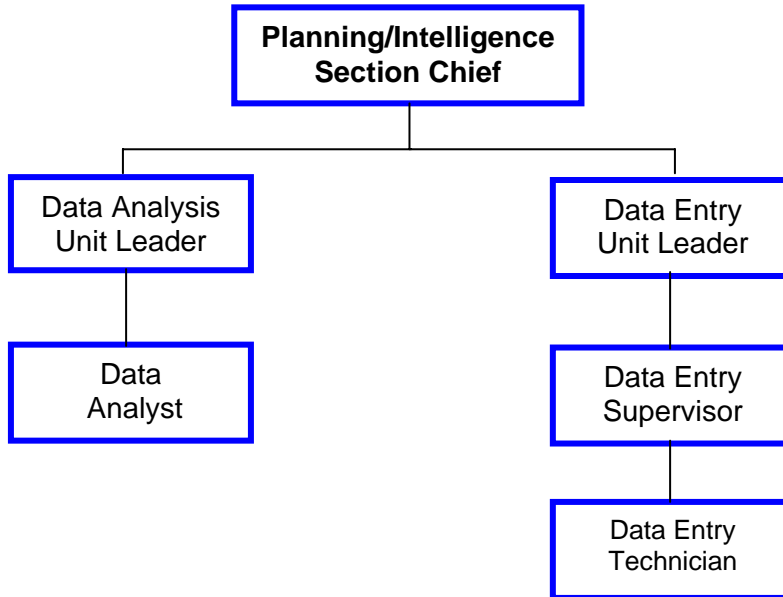 Planning/Intelligence
Section Chief
Data Analysis
Unit Leader
Data Entry
Unit Leader
Data
Analyst
Data Entry
Supervisor
Data Entry
Technician